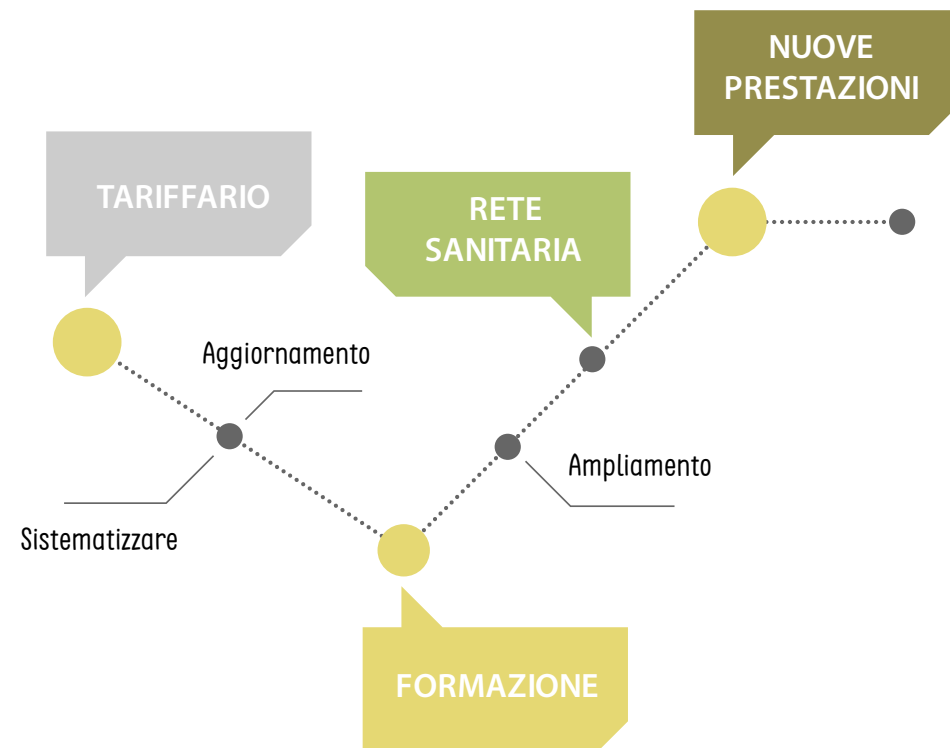 NUOVE
PRESTAZIONI
TARIFFARIO
RETE
SANITARIA
Aggiornamento
Ampliamento
Sistematizzare
FORMAZIONE